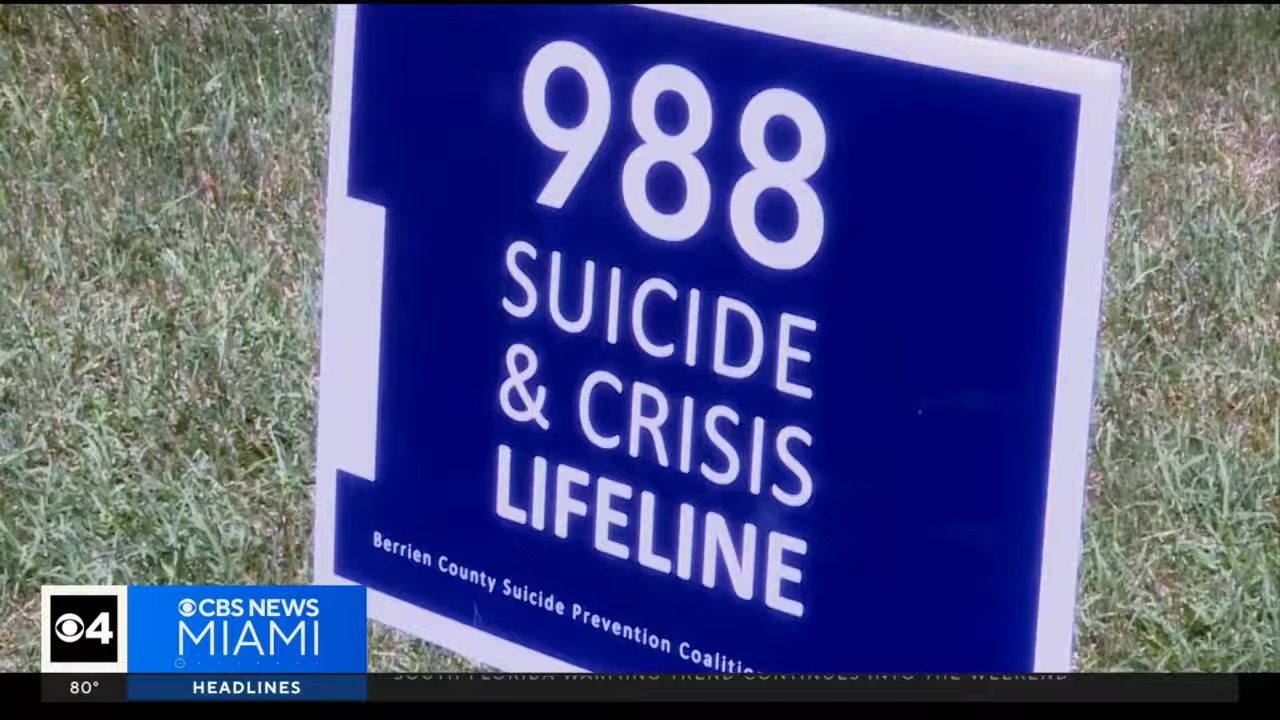 988
SUICIDE
& CRISIS
LIFELINE
Berrien County Suicide Prevention
4
CBS NEWS
MIAMI
80°
HEADLINES
SOUTH FLORIDA WARMING TREND CONTINUES INTO THE WEEKEND